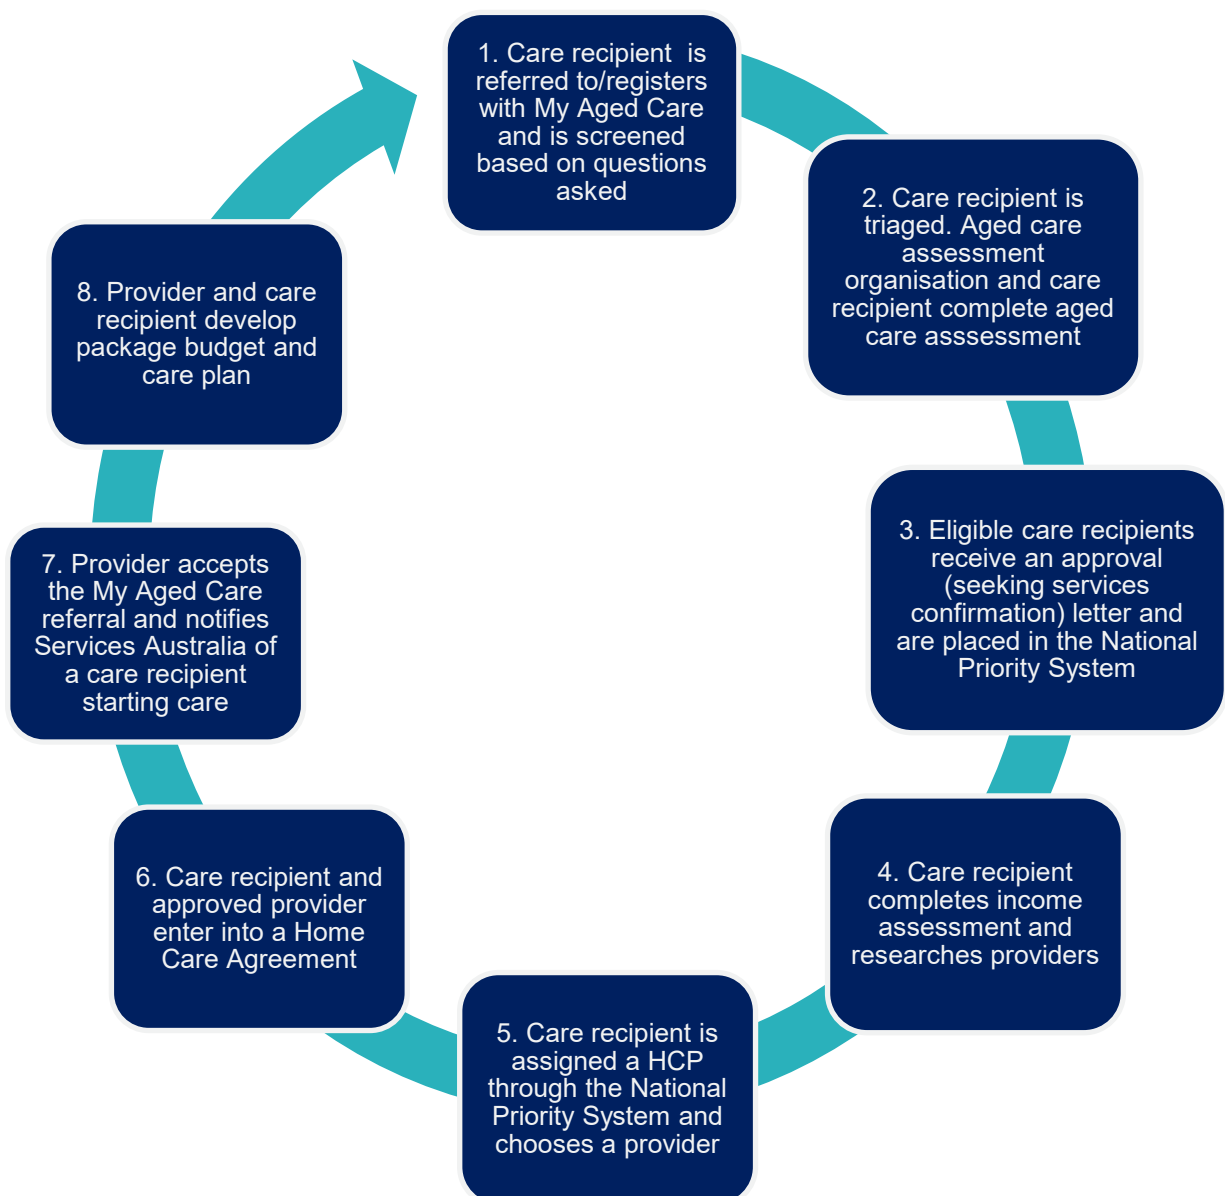 1. Care recipient is
referred to/registers
with My Aged Care
and is screened
based on questions
asked
2. Care recipient is
triaged. Aged care
assessment
organisation and care
recipient complete aged
care asssessment
3. Eligible care recipients
receive an approval
(seeking services
confirmation) letter and
are placed in the National
Priority System
4. Care recipient
completes income
assessment and
researches providers
5. Care recipient is
assigned a HCP
through the National
Priority System and
chooses a provider
6. Care recipient and
approved provider
enter into a Home
Care Agreement
7. Provider accepts
the My Aged Care
referral and notifies
Services Australia of
a care recipient
starting care
8. Provider and care
recipient develop
package budget and
care plan